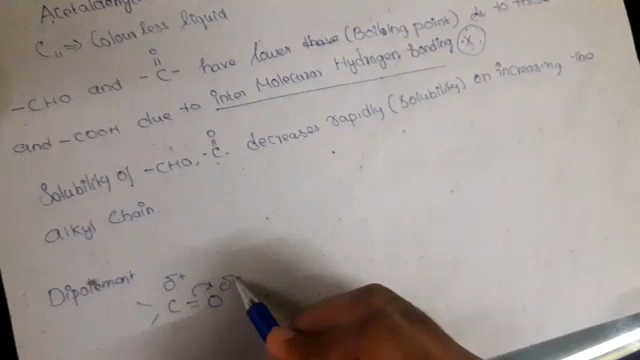 Acetaldehyde
C₁₁ ⇒ Colourless liquid
-CHO and -C(=O)- have lower (Boiling point) due to
and -COOH due to inter Molecular Hydrogen bonding (X).
Solubility of -CHO, -C(=O)- decreases rapidly (Solubility) on increasing the
alkyl Chain.
Dipolement δ+ C=O δ-